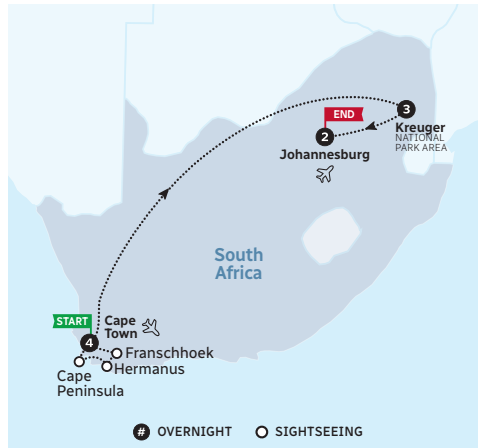 3
END
2
Kreuger
NATIONAL
PARK AREA
Johannesburg
South
Africa
START
Cape
Town
4
Franschhoek
Hermanus
Cape
Peninsula
# OVERNIGHT
SIGHTSEEING